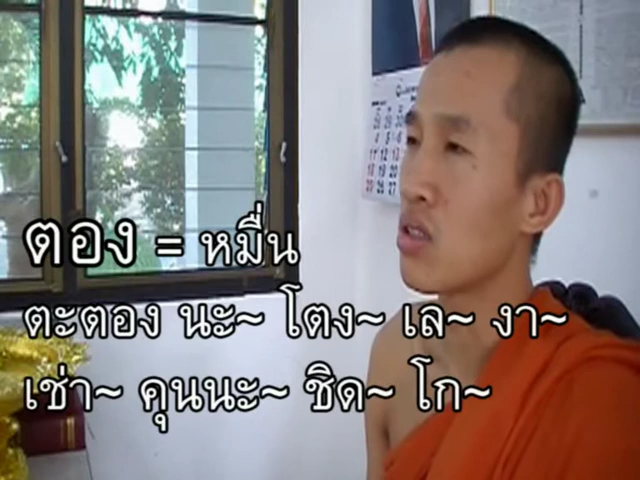 ตอง = หมื่น
ตะตอง นะ~ โตง~ เล~ งา~
เช่า~ คุนนะ~ ชิด~ โก~